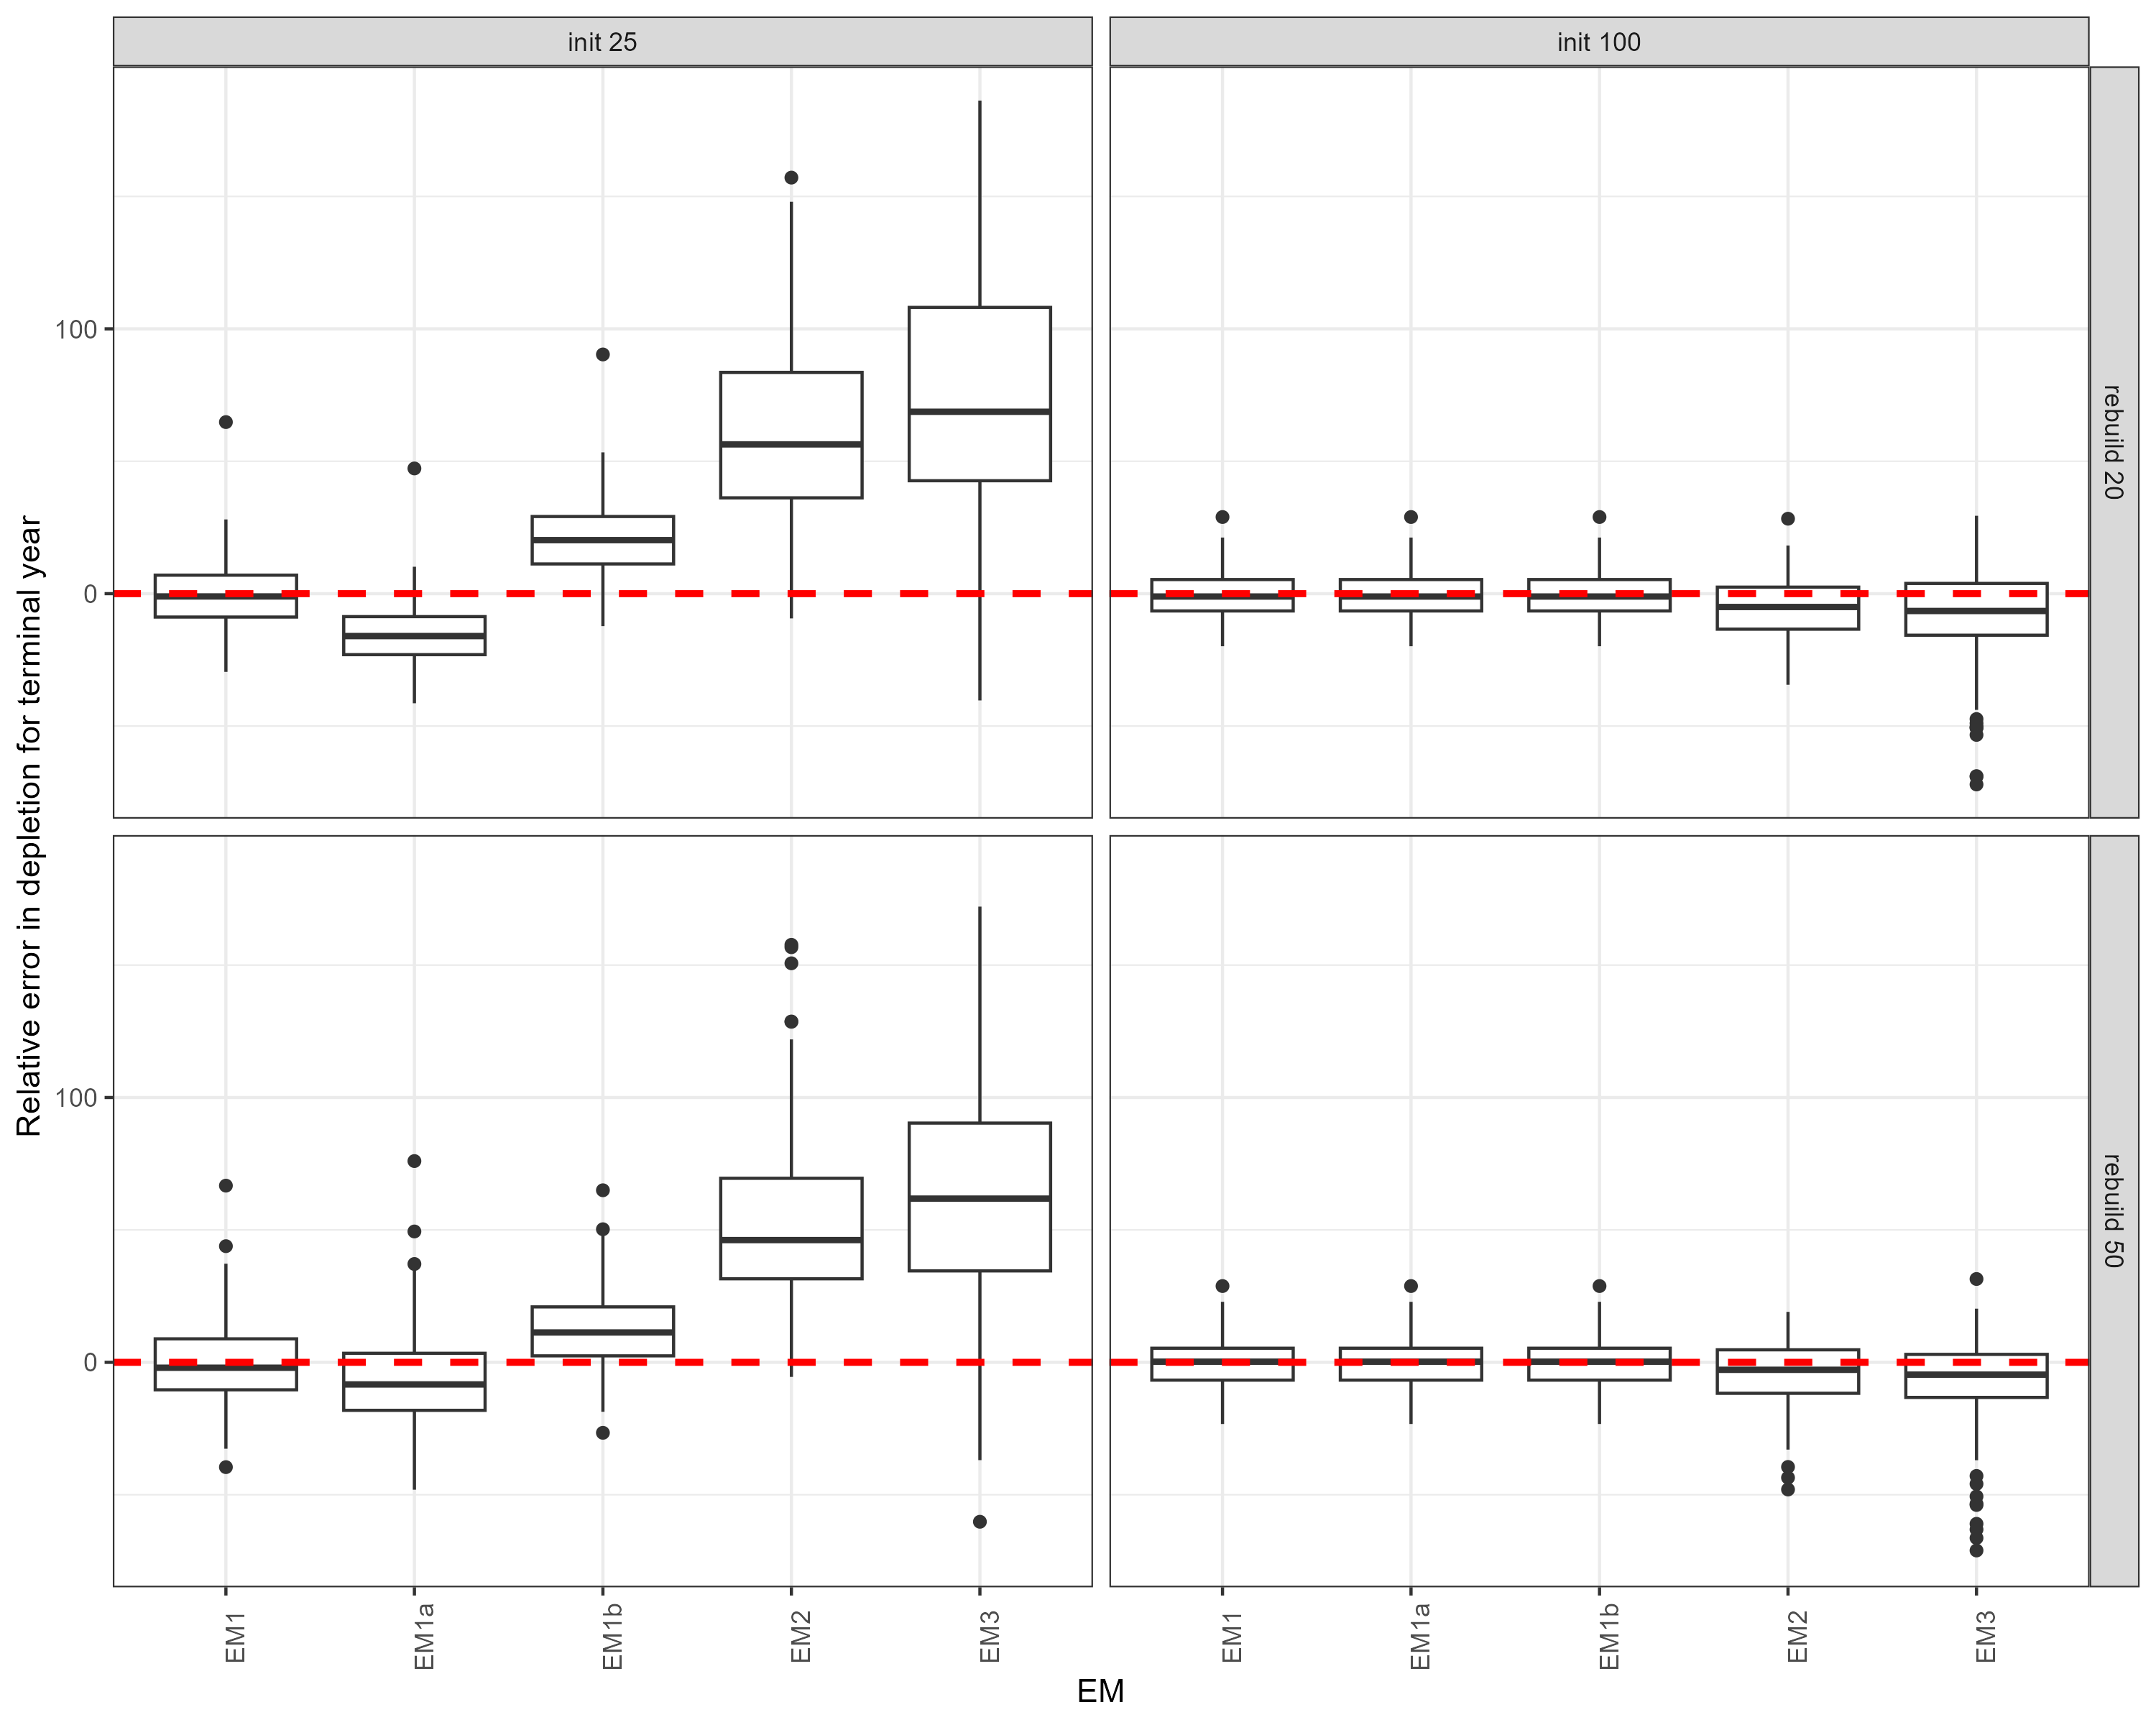 init 25
init 100
Relative error in depletion for terminal year
100
0
rebuild 20
100
0
rebuild 50
EM1
EM1a
EM1b
EM2
EM3
EM1
EM1a
EM1b
EM2
EM3
EM